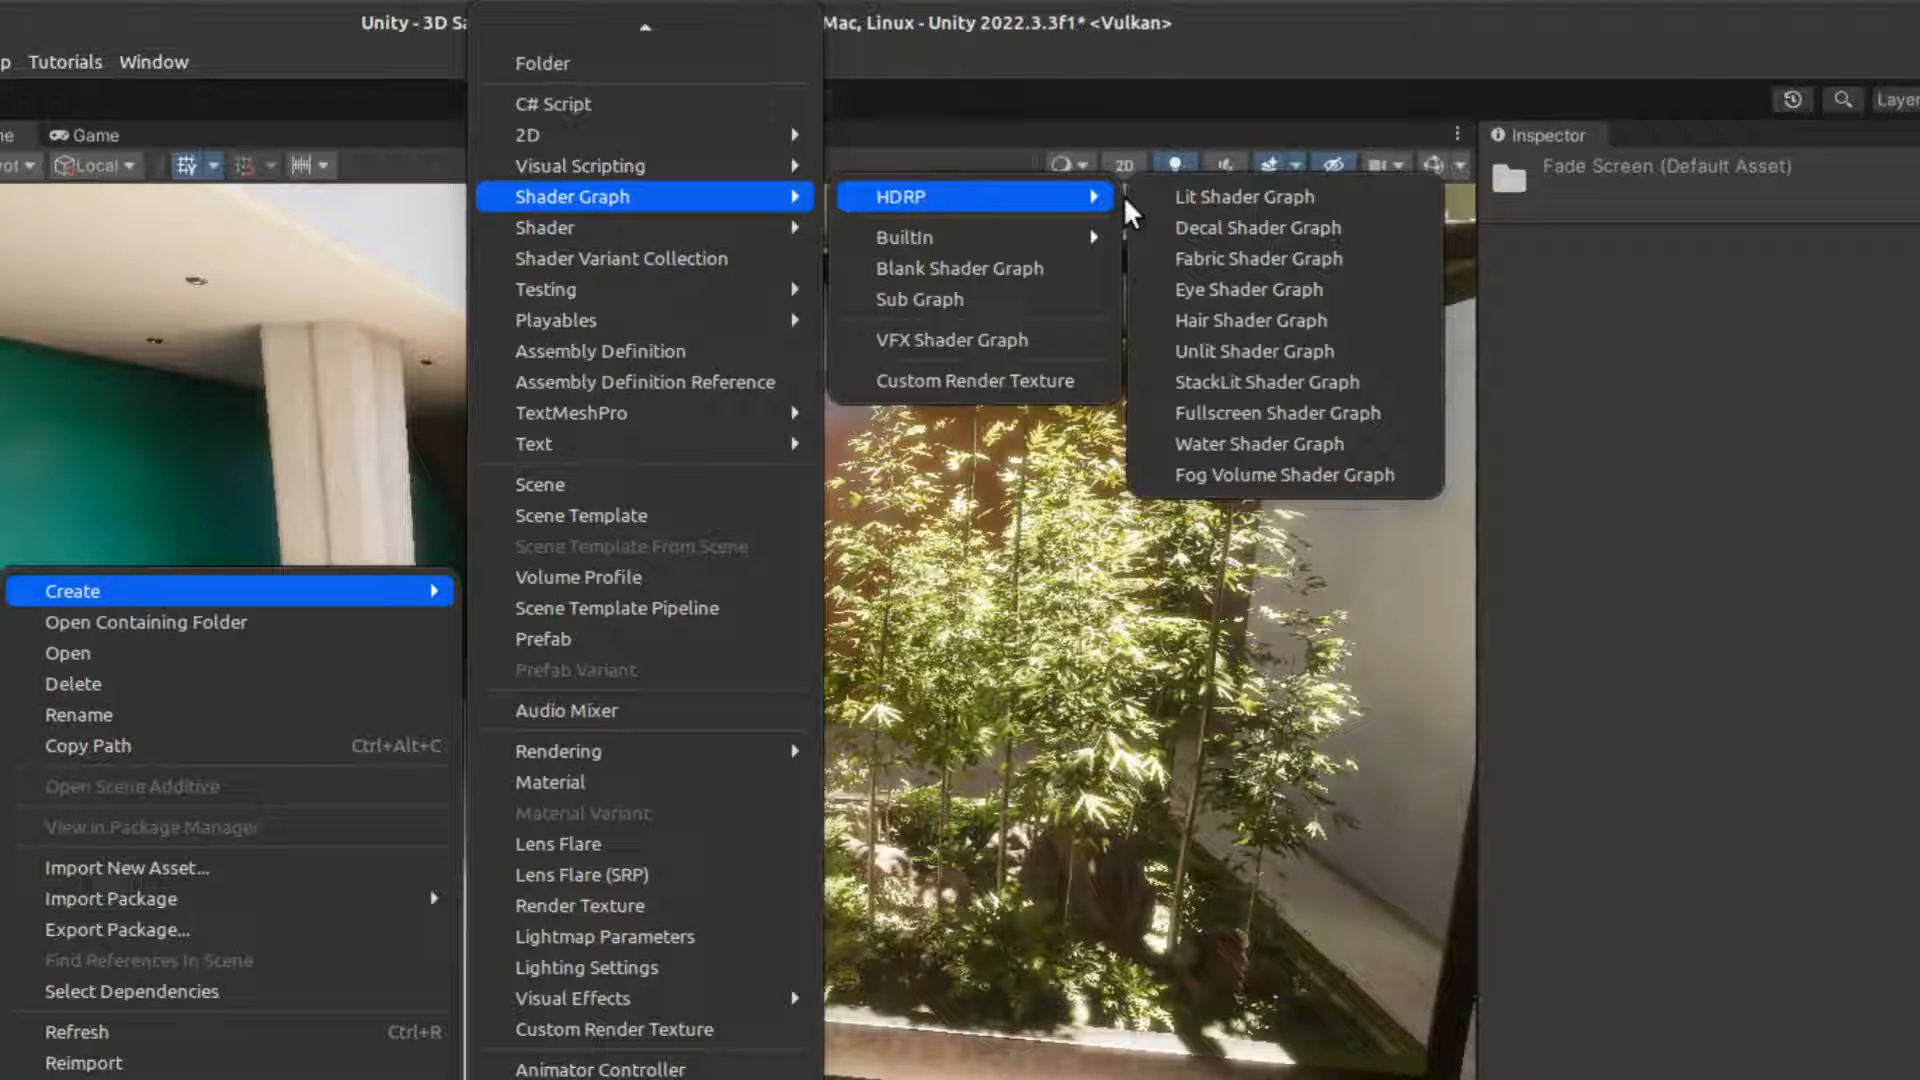 Unity - 3D Sa
Mac, Linux - Unity 2022.3.3f1* <Vulkan>
p Tutorials Window
Layer
ne Game
Inspector
vot Local
2D
Fade Screen (Default Asset)
Folder
C# Script
2D
Visual Scripting
Shader Graph
Shader
Shader Variant Collection
Testing
Playables
Assembly Definition
Assembly Definition Reference
TextMeshPro
Text
Scene
Scene Template
Scene Template From Scene
Volume Profile
Scene Template Pipeline
Prefab
Prefab Variant
Audio Mixer
Rendering
Material
Material Variant
Lens Flare
Lens Flare (SRP)
Render Texture
Lightmap Parameters
Lighting Settings
Visual Effects
Custom Render Texture
Animator Controller
HDRP
BuiltIn
Blank Shader Graph
Sub Graph
VFX Shader Graph
Custom Render Texture
Lit Shader Graph
Decal Shader Graph
Fabric Shader Graph
Eye Shader Graph
Hair Shader Graph
Unlit Shader Graph
StackLit Shader Graph
Fullscreen Shader Graph
Water Shader Graph
Fog Volume Shader Graph
Create
Open Containing Folder
Open
Delete
Rename
Copy Path Ctrl+Alt+C
Open Scene Additive
View in Package Manager
Import New Asset...
Import Package
Export Package...
Find References In Scene
Select Dependencies
Refresh Ctrl+R
Reimport